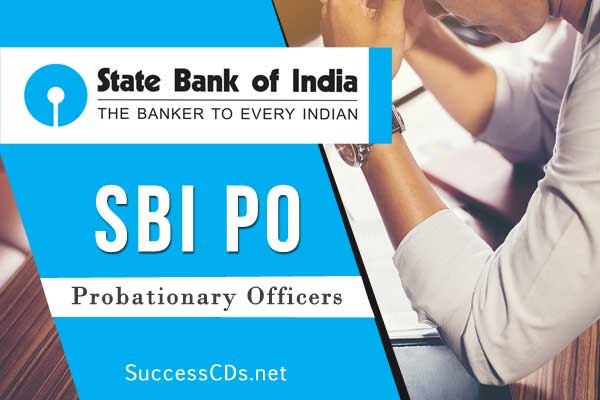 State Bank of India
THE BANKER TO EVERY INDIAN
SBI PO
Probationary Officers
SuccessCDs.net